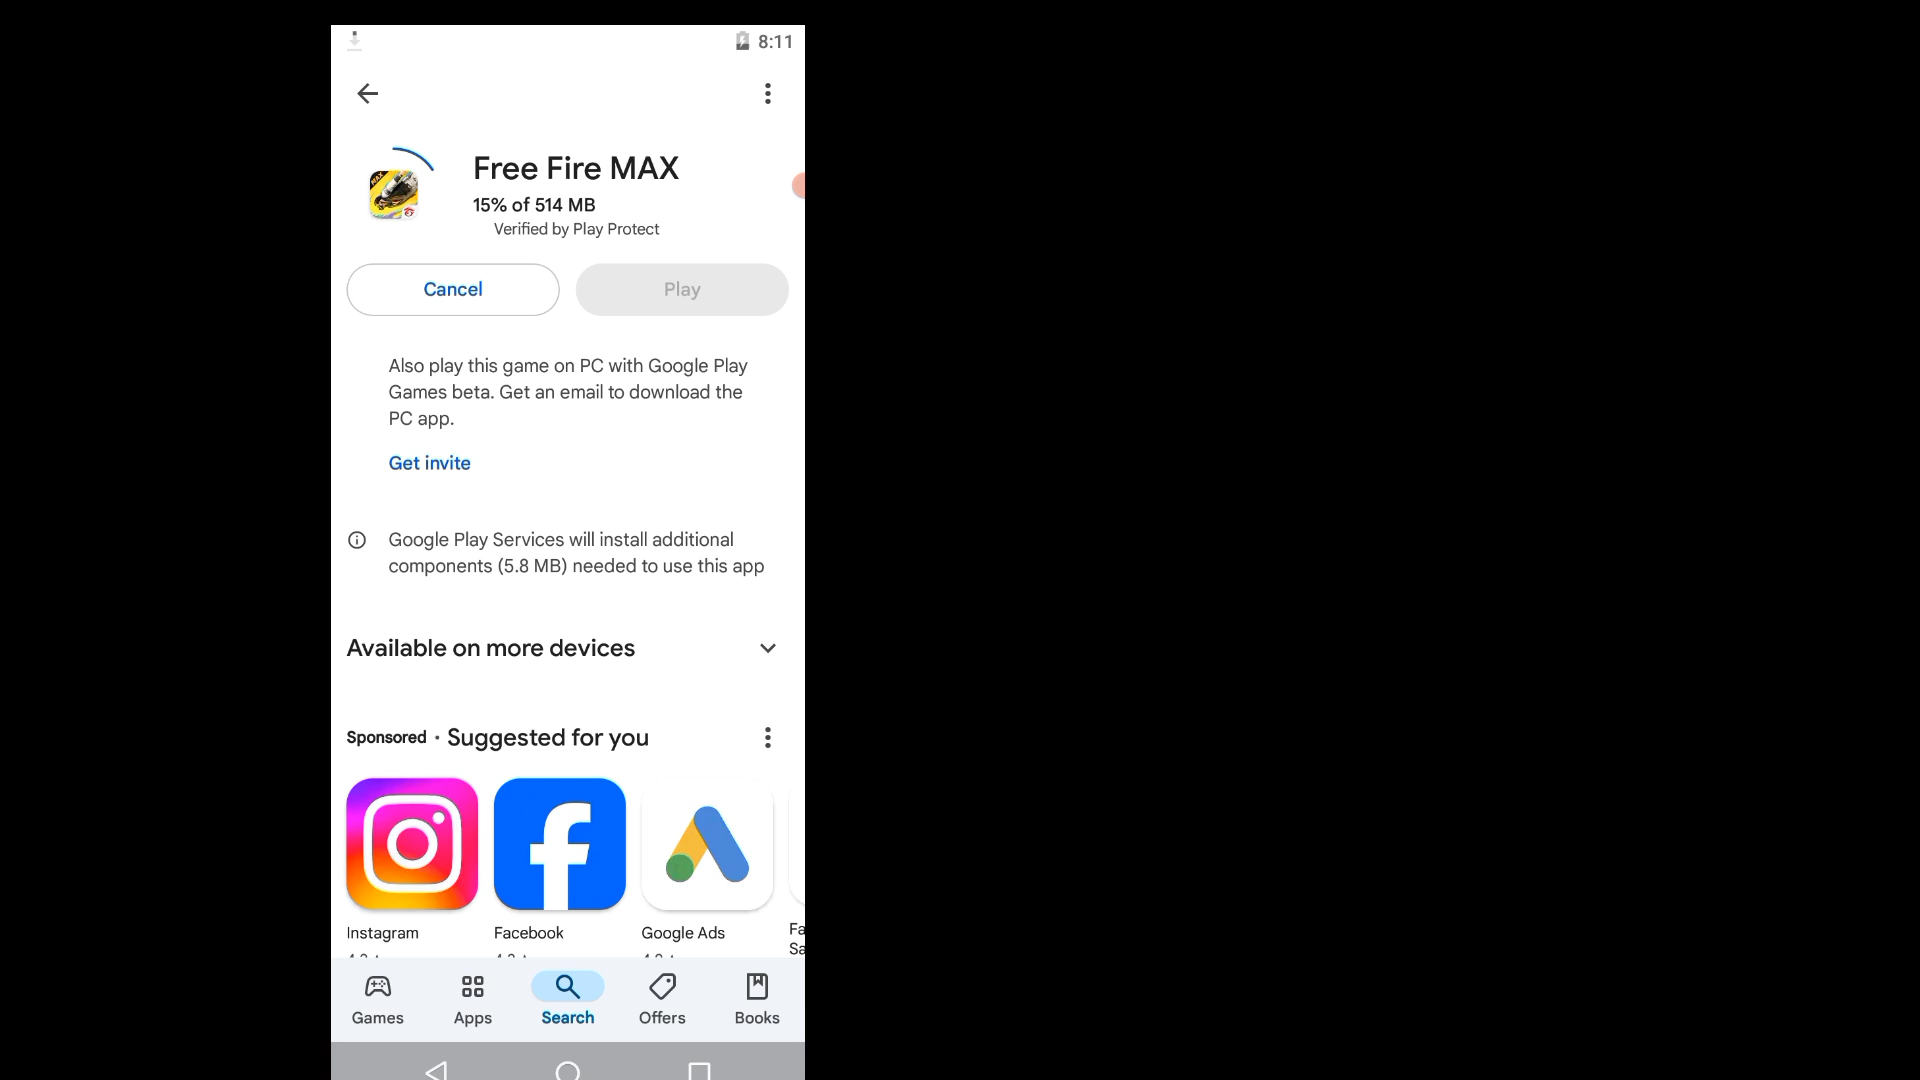 8:11
MAX
Free Fire MAX
15% of 514 MB
Verified by Play Protect
Cancel
Play
Also play this game on PC with Google Play
Games beta. Get an email to download the
PC app.
Get invite
Google Play Services will install additional
components (5.8 MB) needed to use this app
Available on more devices
Sponsored • Suggested for you
Instagram
Facebook
Google Ads
Fa
Sa
Games
Apps
Search
Offers
Books